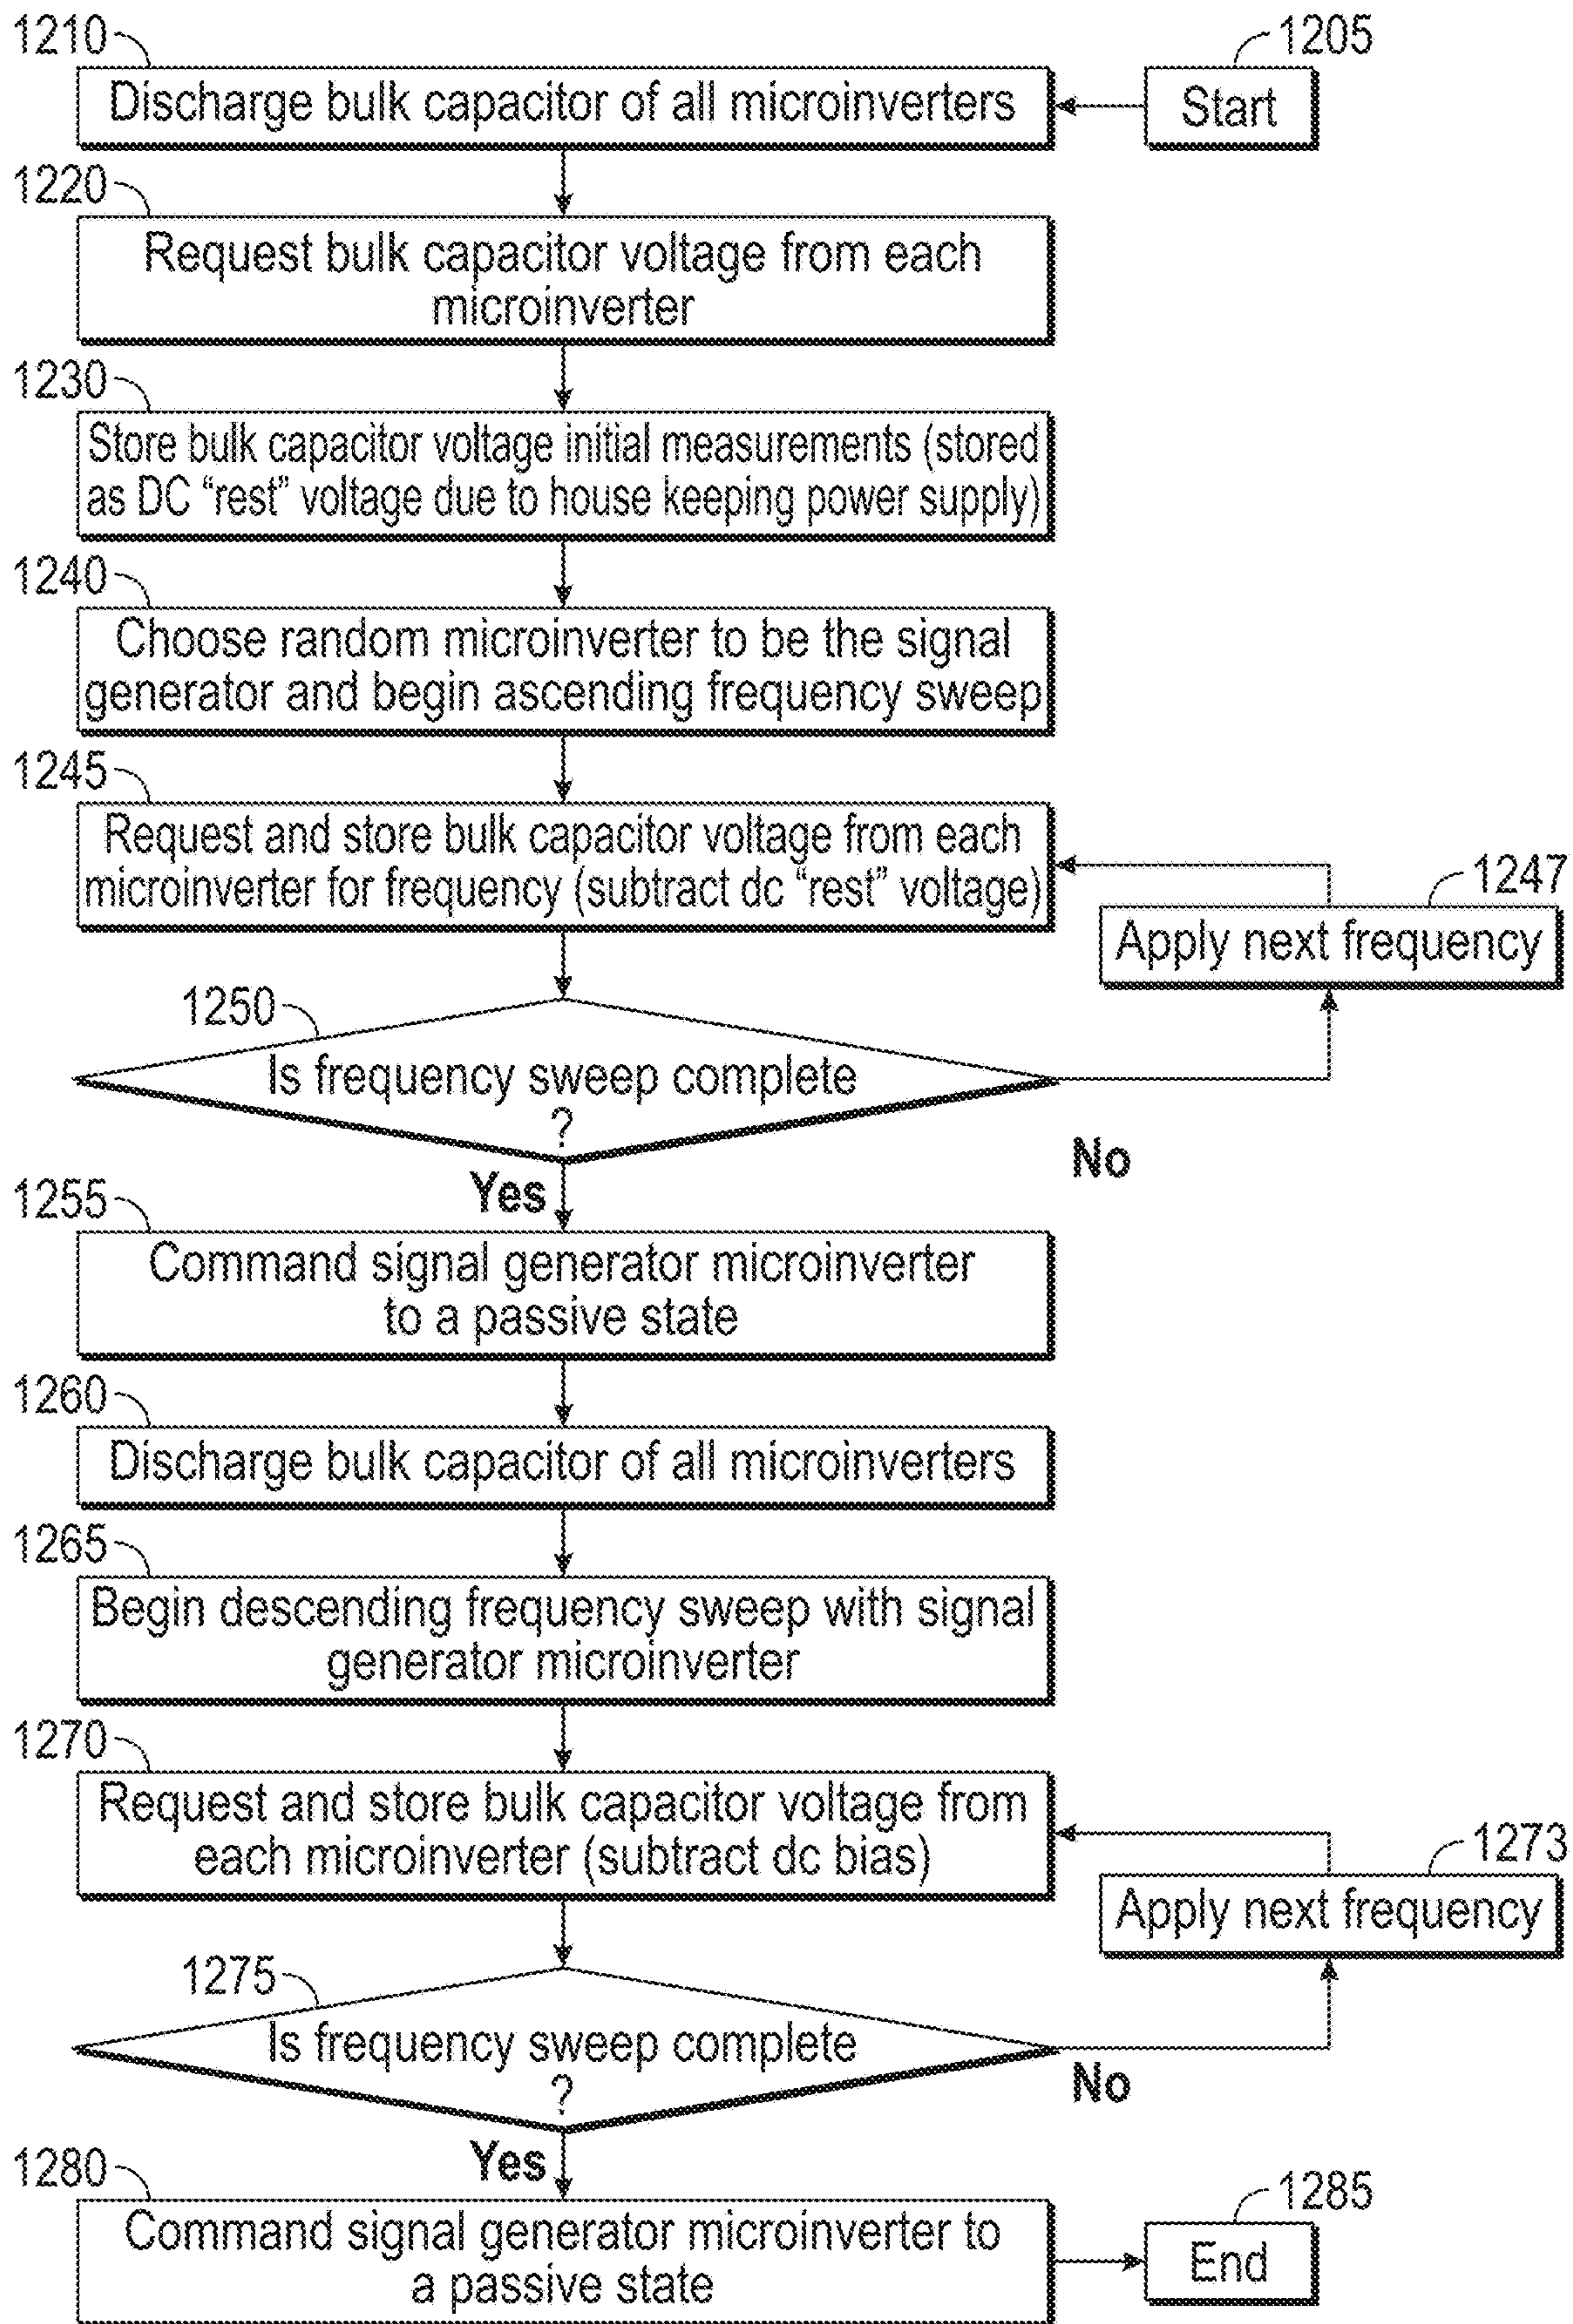 1210
1205
Discharge bulk capacitor of all microinverters
Start
1220
Request bulk capacitor voltage from each
microinverter
1230
Store bulk capacitor voltage initial measurements (stored
as DC “rest” voltage due to house keeping power supply)
1240
Choose random microinverter to be the signal
generator and begin ascending frequency sweep
1245
Request and store bulk capacitor voltage from each
microinverter for frequency (subtract dc “rest” voltage)
1247
Apply next frequency
1250
Is frequency sweep complete
?
No
Yes
1255
Command signal generator microinverter
to a passive state
1260
Discharge bulk capacitor of all microinverters
1265
Begin descending frequency sweep with signal
generator microinverter
1270
Request and store bulk capacitor voltage from
each microinverter (subtract dc bias)
1273
Apply next frequency
1275
Is frequency sweep complete
?
No
Yes
1280
1285
Command signal generator microinverter to
a passive state
End